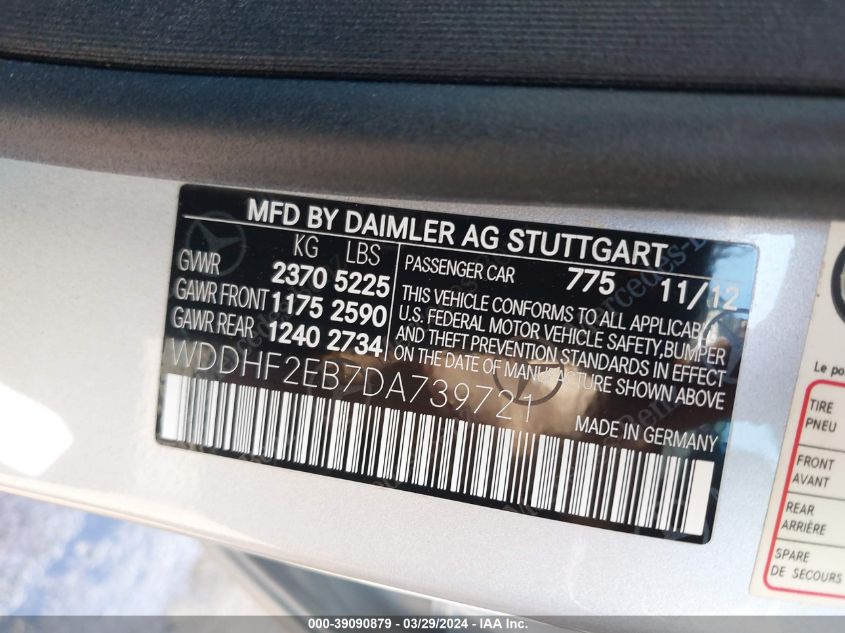 MFD BY DAIMLER AG STUTTGART
KG LBS
GVWR 2370 5225
GAWR FRONT 1175 2590
GAWR REAR 1240 2734
PASSENGER CAR 775 11/12
THIS VEHICLE CONFORMS TO ALL APPLICABLE
U.S. FEDERAL MOTOR VEHICLE SAFETY, BUMPER
AND THEFT PREVENTION STANDARDS IN EFFECT
ON THE DATE OF MANUFACTURE SHOWN ABOVE
WDDHF2EB7DA739721
MADE IN GERMANY
Le po
TIRE
PNEU
FRONT
AVANT
REAR
ARRIÈRE
SPARE
DE SECOURS
000-39090879 - 03/29/2024 - IAA Inc.